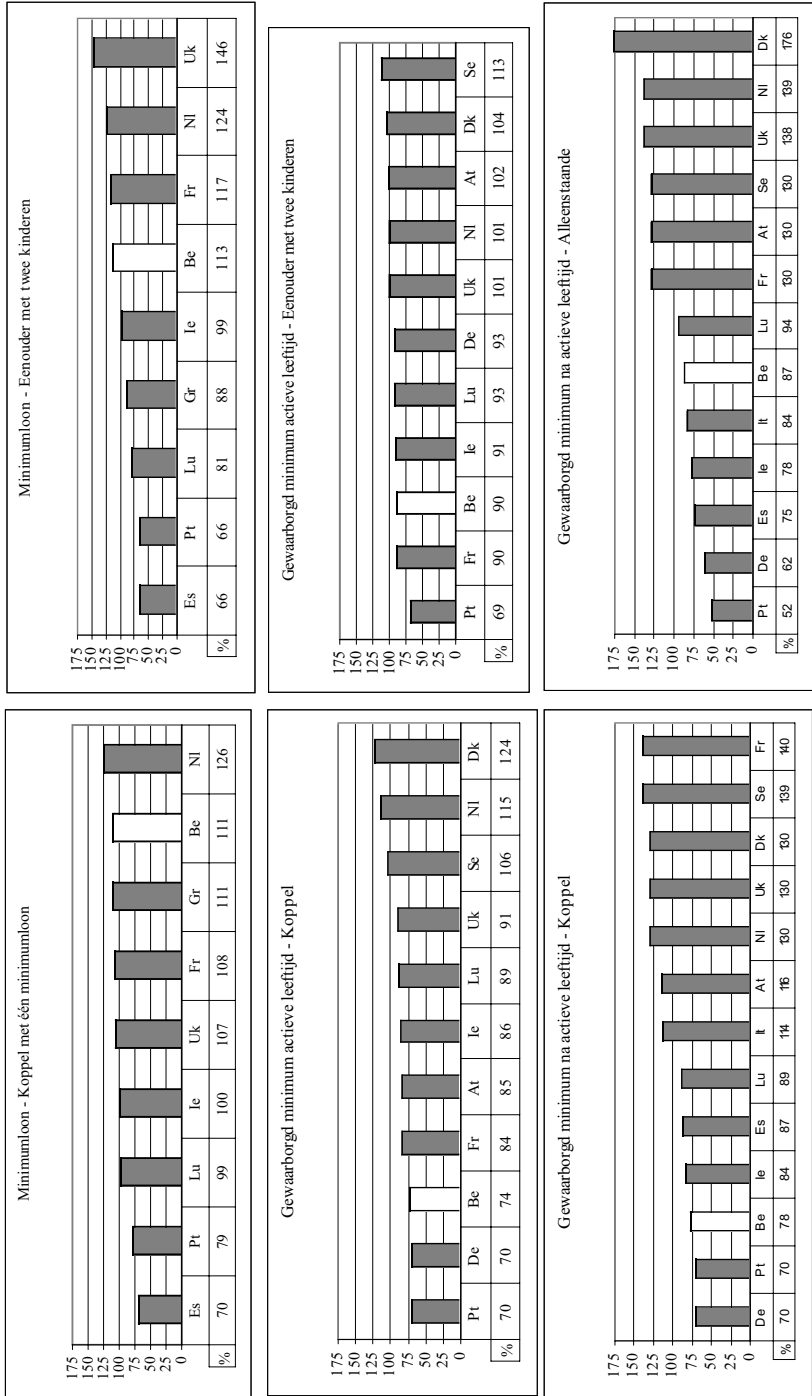 Minimumloon - Koppel met één minimumloon
175
150
125
100
75
50
25
0
Es Pt Lu Ie Uk Fr Gr Be Nl
% 70 79 99 100 107 108 111 111 126
Minimumloon - Eenouder met twee kinderen
175
150
125
100
75
50
25
0
Es Pt Lu Gr Ie Be Fr Nl Uk
% 66 66 81 88 99 113 117 124 146
Gewaarborgd minimum actieve leeftijd - Koppel
175
150
125
100
75
50
25
0
Pt De Be Fr At Ie Lu Uk Se Nl Dk
% 70 70 74 84 85 86 89 91 106 115 124
Gewaarborgd minimum actieve leeftijd - Eenouder met twee kinderen
175
150
125
100
75
50
25
0
Pt Fr Be Ie Lu De Uk Nl At Dk Se
% 69 90 90 91 93 93 101 101 102 104 113
Gewaarborgd minimum na actieve leeftijd - Koppel
175
150
125
100
75
50
25
0
De Pt Be Ie Es Lu It At Nl Uk Dk Se Fr
% 70 70 78 84 87 89 114 116 130 130 130 139 140
Gewaarborgd minimum na actieve leeftijd - Alleenstaande
175
150
125
100
75
50
25
0
Pt De Es Ie It Be Lu Fr At Se Uk Nl Dk
% 52 62 75 78 84 87 94 130 130 130 138 139 176